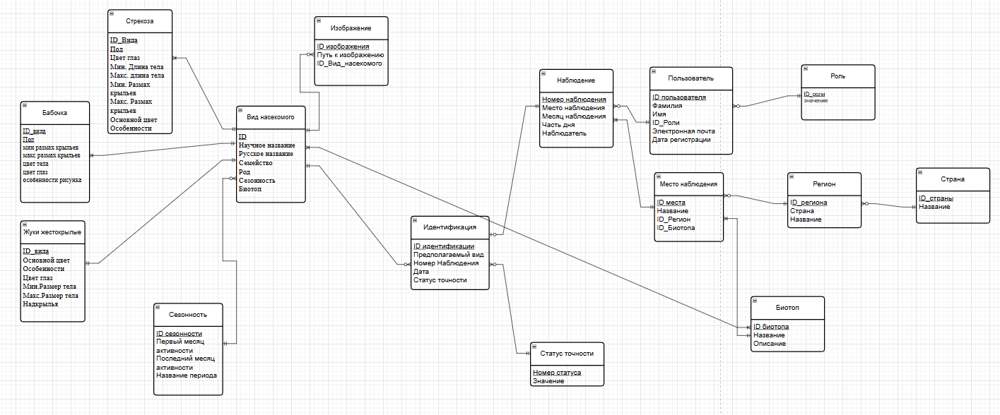 Стрекоза
ID_Вида
Пол
Цвет глаз
Мин. Длина тела
Макс. длина тела
Мин. Размах
крыльев
Макс. Размах
крыльев
Основной цвет
Особенности
Изображение
ID изображения
Путь к изображению
ID_Вид_насекомого
Бабочка
ID_вида
Пол
мин размах крыльев
макс размах крыльев
цвет тела
цвет глаз
особенности рисунка
Вид насекомого
ID
Научное название
Русское название
Семейство
Род
Сезонность
Биотоп
Наблюдение
Номер наблюдения
Место наблюдения
Месяц наблюдения
Часть дня
Наблюдатель
Пользователь
ID пользователя
Фамилия
Имя
ID_Роли
Электронная почта
Дата регистрации
Роль
ID_роли
значение
Место наблюдения
ID места
Название
ID_Регион
ID_Биотопа
Регион
ID_региона
Страна
Название
Страна
ID_страны
Название
Жуки жестокрылые
ID_вида
Основной цвет
Особенности
Цвет глаз
Мин.Размер тела
Макс.Размер тела
Надкрылья
Идентификация
ID идентификации
Предполагаемый вид
Номер Наблюдения
Дата
Статус точности
Сезонность
ID сезонности
Первый месяц
активности
Последний месяц
активности
Название периода
Статус точности
Номер статуса
Значение
Биотоп
ID биотопа
Название
Описание